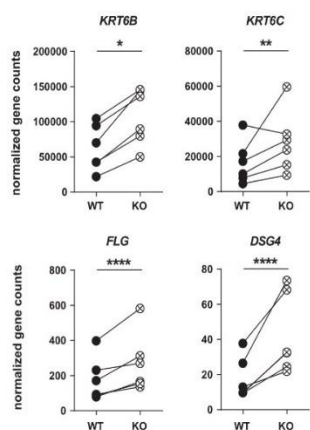 KRT6B
KRT6C
*
**
normalized gene counts
200000
150000
100000
50000
0
WT KO
80000
60000
40000
20000
0
WT KO
FLG
DSG4
****
****
normalized gene counts
800
600
400
200
0
WT KO
80
60
40
20
0
WT KO